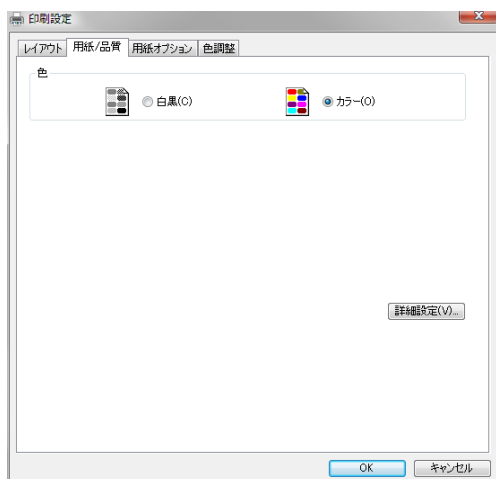 印刷設定
レイアウト 用紙/品質 用紙オプション 色調整
色
白黒(C) カラー(O)
詳細設定(V)...
OK キャンセル